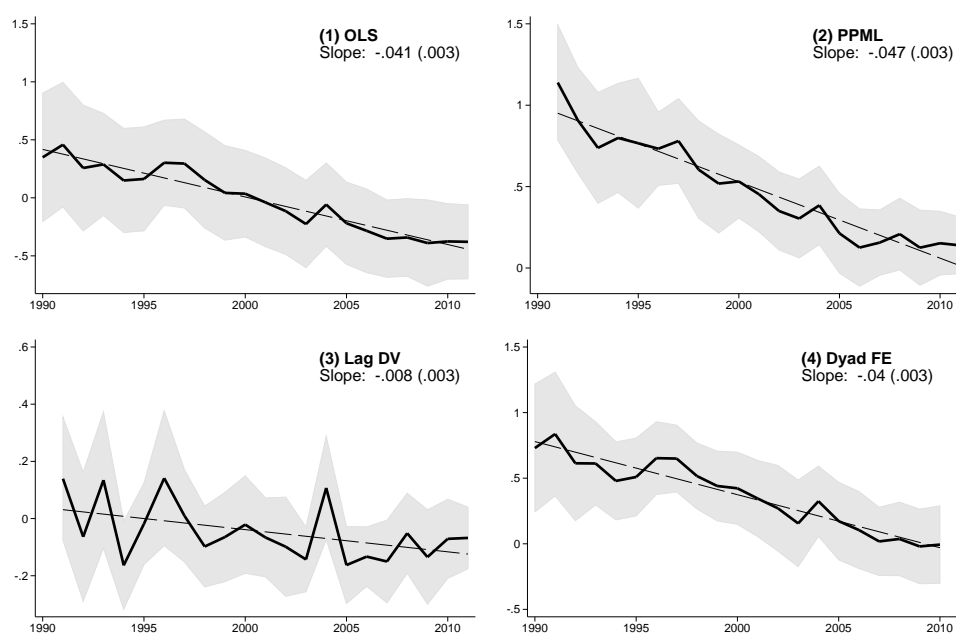 (1) OLS
Slope: -.041 (.003)
1.5
1
.5
0
-.5
1990 1995 2000 2005 2010
(2) PPML
Slope: -.047 (.003)
1.5
1
.5
0
1990 1995 2000 2005 2010
(3) Lag DV
Slope: -.008 (.003)
.6
.4
.2
0
-.2
1990 1995 2000 2005 2010
(4) Dyad FE
Slope: -.04 (.003)
1.5
1
.5
0
-.5
1990 1995 2000 2005 2010